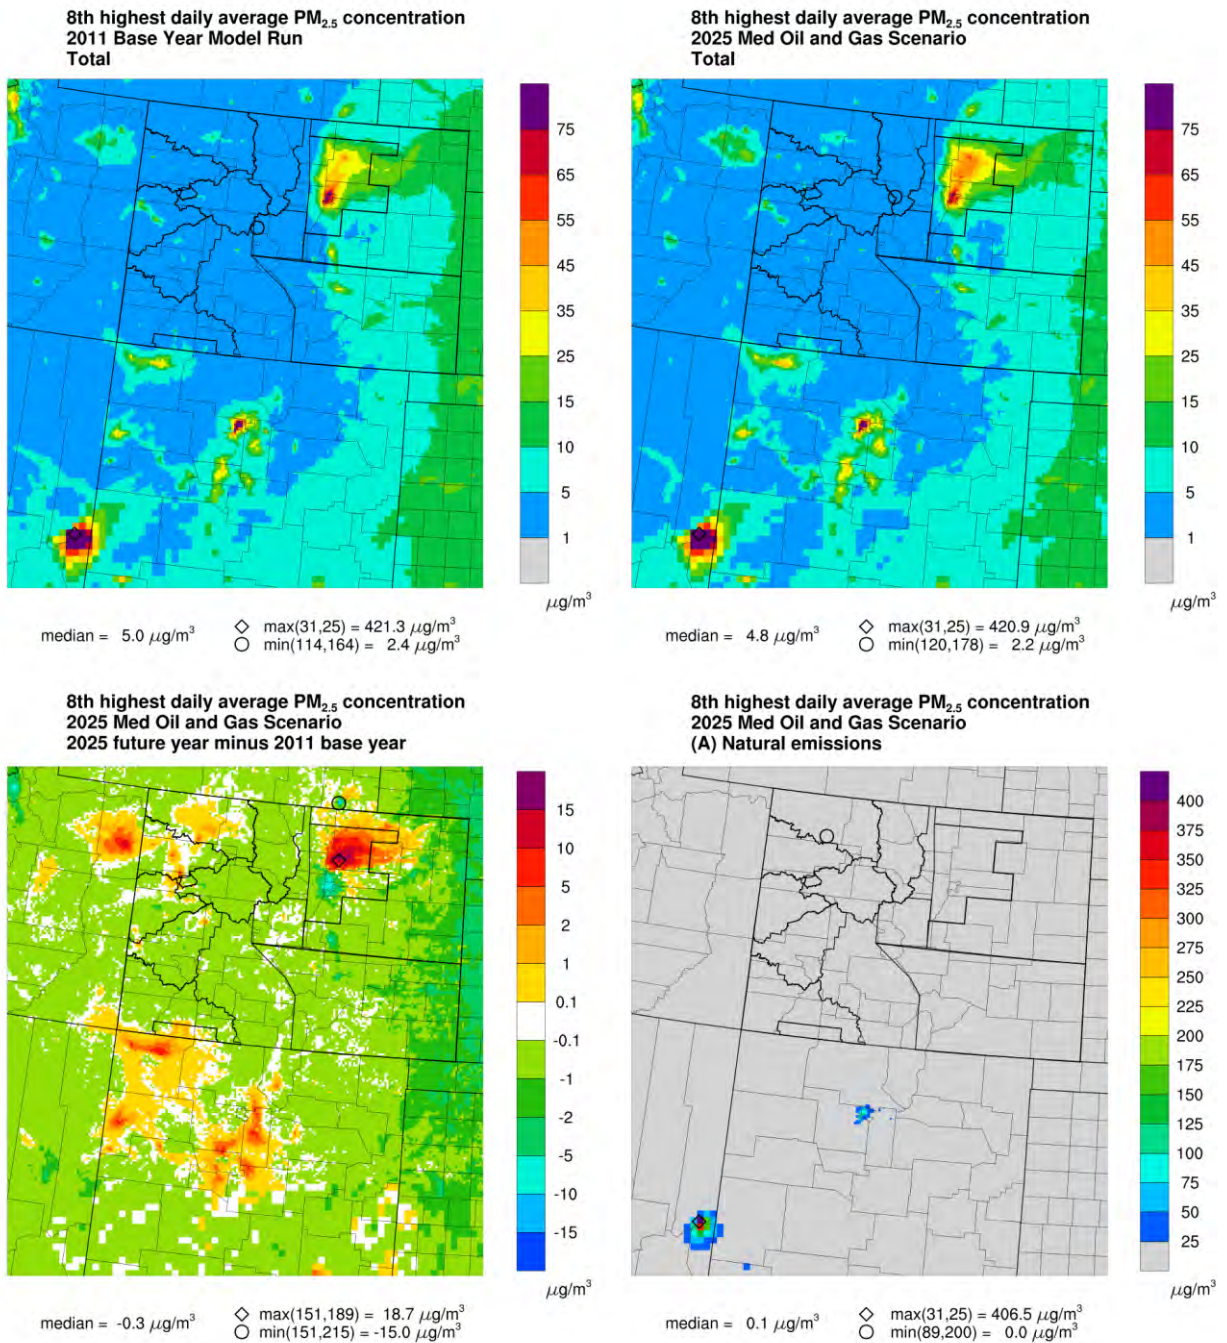 8th highest daily average PM2.5 concentration
2011 Base Year Model Run
Total
75
65
55
45
35
25
15
10
5
1
µg/m³
median = 5.0 µg/m³
max(31,25) = 421.3 µg/m³
min(114,164) = 2.4 µg/m³
8th highest daily average PM2.5 concentration
2025 Med Oil and Gas Scenario
Total
75
65
55
45
35
25
15
10
5
1
µg/m³
median = 4.8 µg/m³
max(31,25) = 420.9 µg/m³
min(120,178) = 2.2 µg/m³
8th highest daily average PM2.5 concentration
2025 Med Oil and Gas Scenario
2025 future year minus 2011 base year
15
10
5
2
1
0.1
-0.1
-1
-2
-5
-10
-15
µg/m³
median = -0.3 µg/m³
max(151,189) = 18.7 µg/m³
min(151,215) = -15.0 µg/m³
8th highest daily average PM2.5 concentration
2025 Med Oil and Gas Scenario
(A) Natural emissions
400
375
350
325
300
275
250
225
200
175
150
125
100
75
50
25
µg/m³
median = 0.1 µg/m³
max(31,25) = 406.5 µg/m³
min(89,200) = 0.0 µg/m³